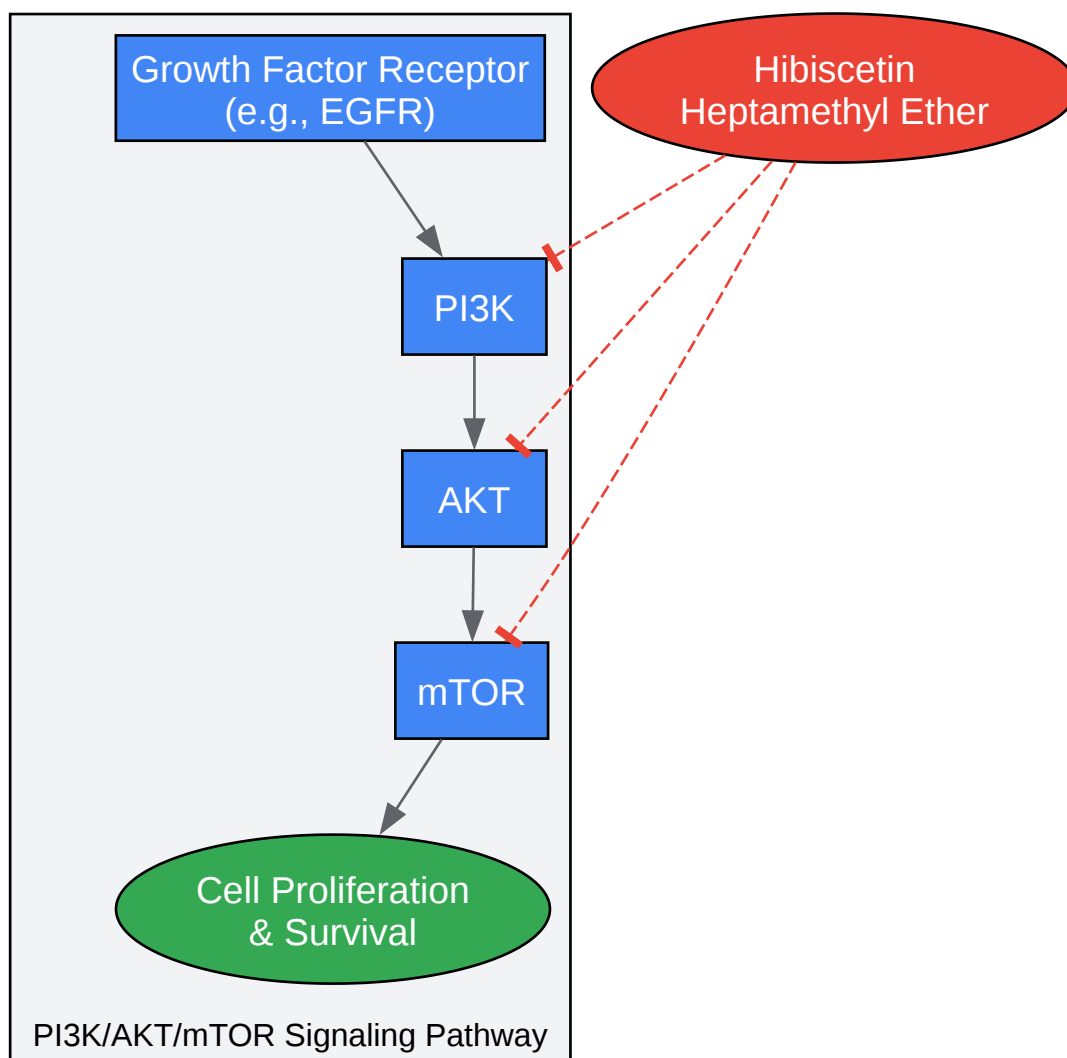 Growth Factor Receptor
(e.g., EGFR)
Hibiscetin
Heptamethyl Ether
PI3K
AKT
mTOR
Cell Proliferation
& Survival
PI3K/AKT/mTOR Signaling Pathway